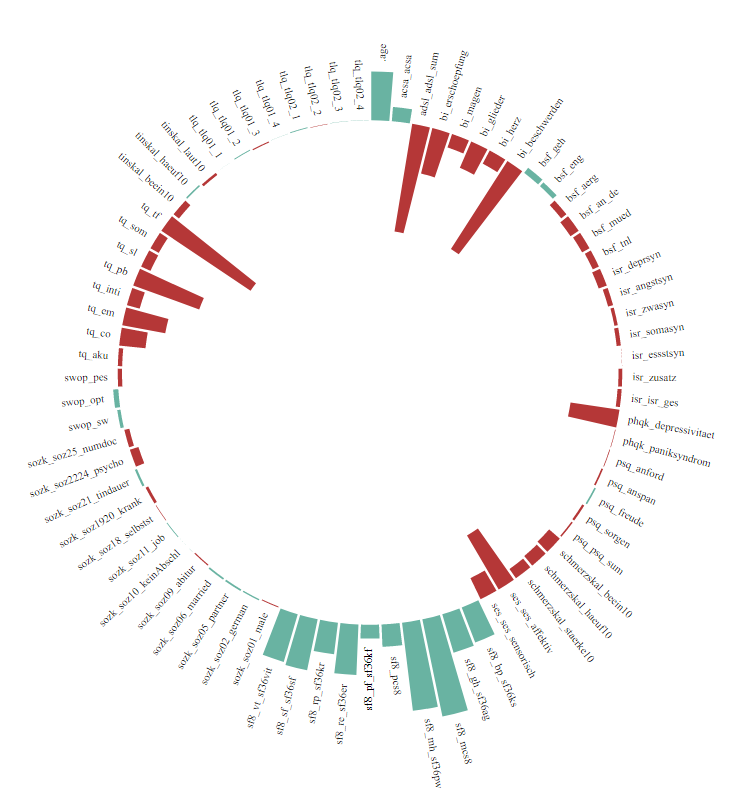 .age
acsa_acsa
adsl_adsl_sum
bi_erschoepfung
bi_magen
bi_glieder
bi_herz
bi_beschwerden
bsf_geh
bsf_eng
bsf_aerg
bsf_an_de
bsf_mued
bsf_tnl
isr_deprsyn
isr_angstsyn
isr_zwasyn
isr_somasyn
isr_essstsyn
isr_zusatz
isr_isr_ges
phqk_depressivitaet
phqk_paniksyndrom
psq_anford
psq_anspan
psq_freude
psq_sorgen
psq_psq_sum
schmerzskal_beein10
schmerzskal_haeuf10
schmerzskal_staerke10
ses_ses_affektiv
ses_ses_sensorisch
sf8_bp_sf36ks
sf8_gh_sf36ag
sf8_mcs8
sf8_mh_sf36pw
sf8_pcs8
sf8_pf_sf36kf
sf8_re_sf36er
sf8_rp_sf36kr
sf8_sf_sf36sf
sf8_vt_sf36vit
sozk_soz01_male
sozk_soz02_german
sozk_soz05_partner
sozk_soz06_married
sozk_soz09_abitur
sozk_soz10_keinAbschl
sozk_soz11_job
sozk_soz18_selbstst
sozk_soz1920_krank
sozk_soz21_tindauer
sozk_soz2224_psycho
sozk_soz25_numdoc
swop_sw
swop_opt
swop_pes
tq_aku
tq_co
tq_em
tq_inti
tq_pb
tq_sl
tq_som
tq_tf
tinskal_beein10
tinskal_haeuf10
tinskal_laut10
tlq_tlq01_1
tlq_tlq01_2
tlq_tlq01_3
tlq_tlq01_4
tlq_tlq02_1
tlq_tlq02_2
tlq_tlq02_3
tlq_tlq02_4